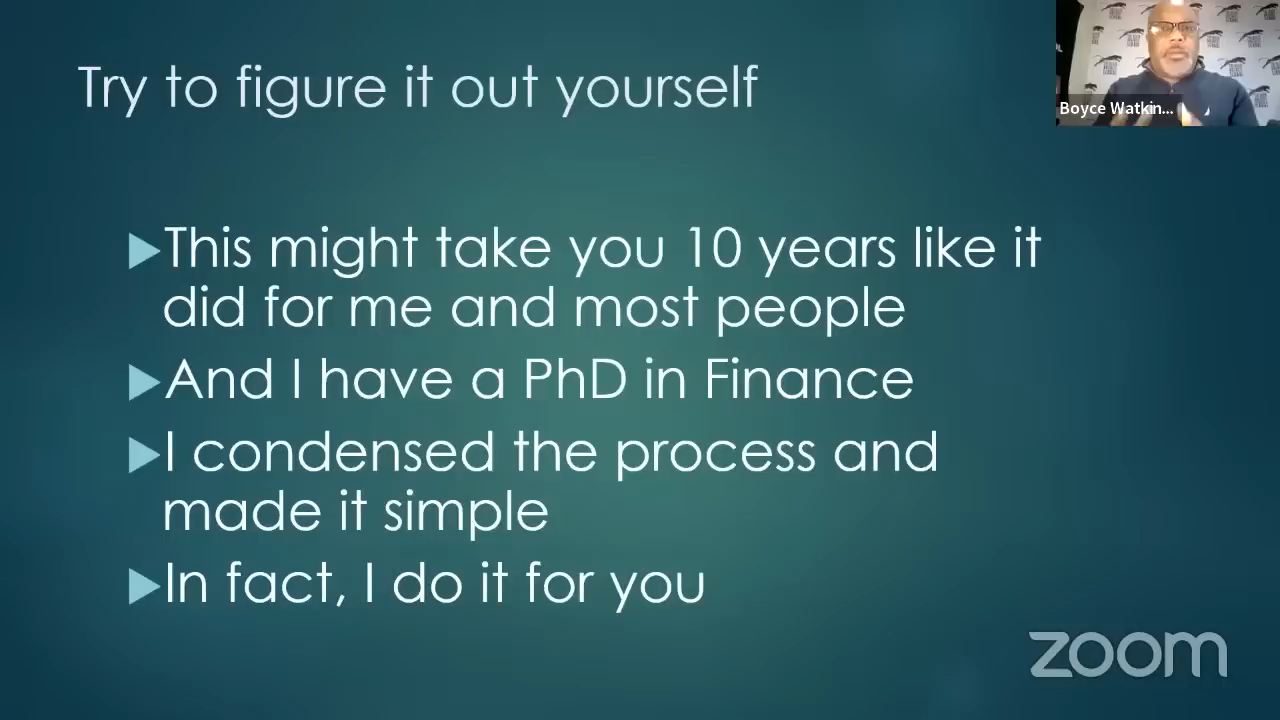 Try to figure it out yourself
Boyce Watkin...
This might take you 10 years like it
did for me and most people
And I have a PhD in Finance
I condensed the process and
made it simple
In fact, I do it for you
zoom